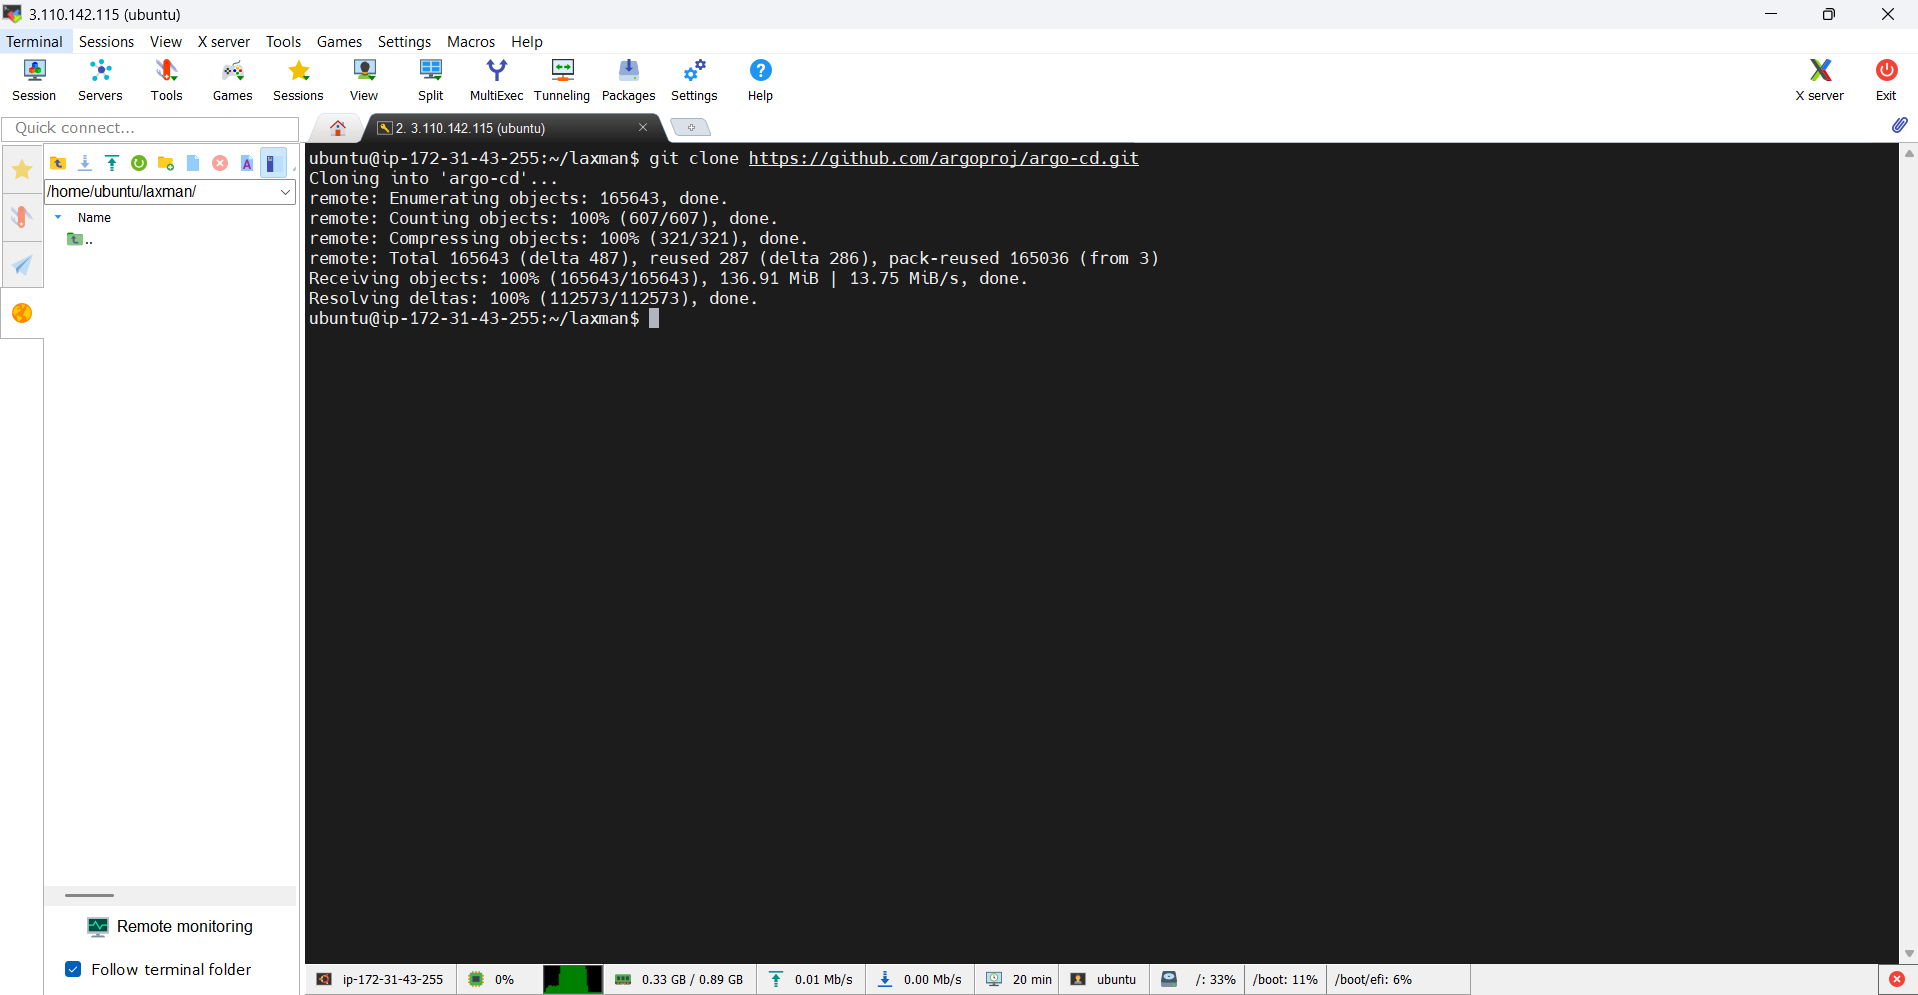 3.110.142.115 (ubuntu)
Terminal Sessions View X server Tools Games Settings Macros Help
Session Servers Tools Games Sessions View Split MultiExec Tunneling Packages Settings Help X server Exit
Quick connect...
2. 3.110.142.115 (ubuntu)
/home/ubuntu/laxman/
Name
..
ubuntu@ip-172-31-43-255:~/laxman$ git clone https://github.com/argoproj/argo-cd.git
Cloning into 'argo-cd'...
remote: Enumerating objects: 165643, done.
remote: Counting objects: 100% (607/607), done.
remote: Compressing objects: 100% (321/321), done.
remote: Total 165643 (delta 487), reused 287 (delta 286), pack-reused 165036 (from 3)
Receiving objects: 100% (165643/165643), 136.91 MiB | 13.75 MiB/s, done.
Resolving deltas: 100% (112573/112573), done.
ubuntu@ip-172-31-43-255:~/laxman$
Remote monitoring
Follow terminal folder
ip-172-31-43-255 0% 0.33 GB / 0.89 GB 0.01 Mb/s 0.00 Mb/s 20 min ubuntu /: 33% /boot: 11% /boot/efi: 6%